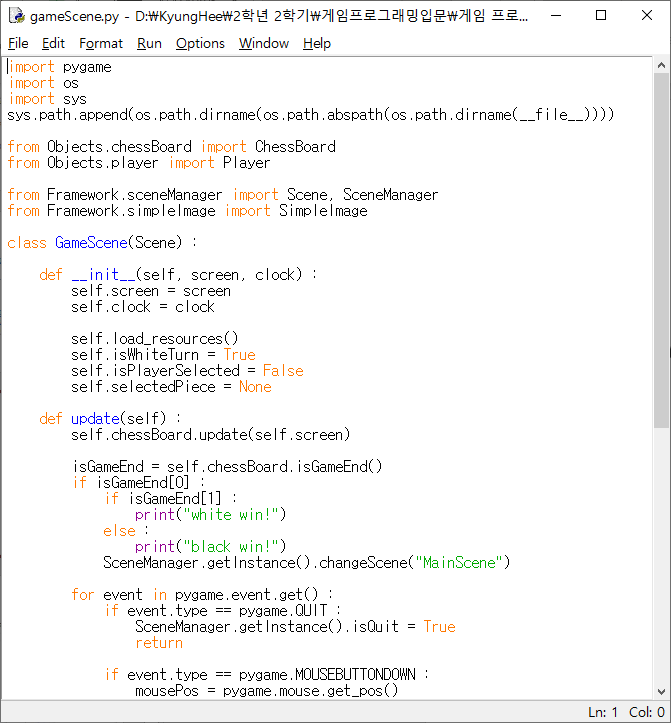 gameScene.py - D:₩KyungHee₩2학년 2학기₩게임프로그래밍입문₩게임 프로...
File Edit Format Run Options Window Help
import pygame
import os
import sys
sys.path.append(os.path.dirname(os.path.abspath(os.path.dirname(__file__))))
from Objects.chessBoard import ChessBoard
from Objects.player import Player
from Framework.sceneManager import Scene, SceneManager
from Framework.simpleImage import SimpleImage
class GameScene(Scene) :
    def __init__(self, screen, clock) :
        self.screen = screen
        self.clock = clock
        self.load_resources()
        self.isWhiteTurn = True
        self.isPlayerSelected = False
        self.selectedPiece = None
    def update(self) :
        self.chessBoard.update(self.screen)
        isGameEnd = self.chessBoard.isGameEnd()
        if isGameEnd[0] :
            if isGameEnd[1] :
                print("white win!")
            else :
                print("black win!")
            SceneManager.getInstance().changeScene("MainScene")
        for event in pygame.event.get() :
            if event.type == pygame.QUIT :
                SceneManager.getInstance().isQuit = True
                return
            if event.type == pygame.MOUSEBUTTONDOWN :
                mousePos = pygame.mouse.get_pos()
Ln: 1 Col: 0